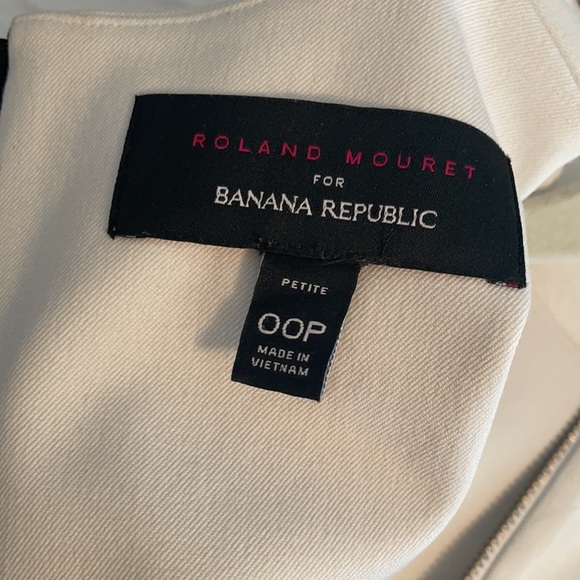 ROLAND MOURET
FOR
BANANA REPUBLIC
PETITE
00P
MADE IN
VIETNAM